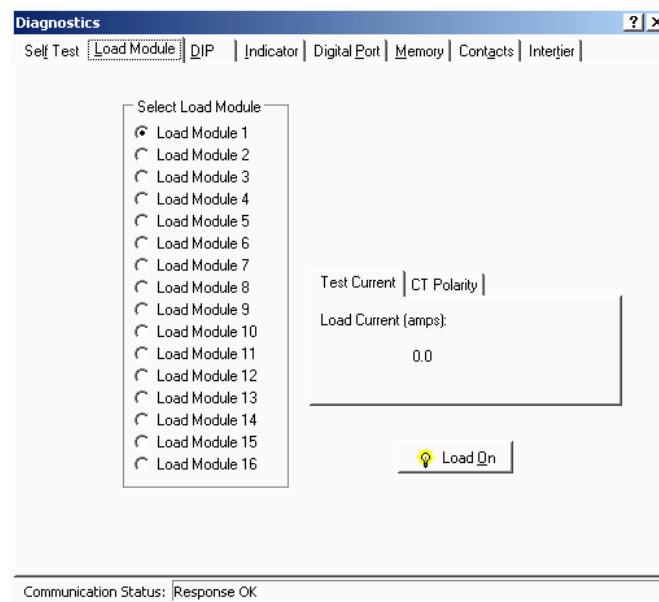 Diagnostics
Self Test Load Module DIP Indicator Digital Port Memory Contacts Intertier
Select Load Module
Load Module 1
Load Module 2
Load Module 3
Load Module 4
Load Module 5
Load Module 6
Load Module 7
Load Module 8
Load Module 9
Load Module 10
Load Module 11
Load Module 12
Load Module 13
Load Module 14
Load Module 15
Load Module 16
Test Current CT Polarity
Load Current (amps):
0.0
Load On
Communication Status: Response OK